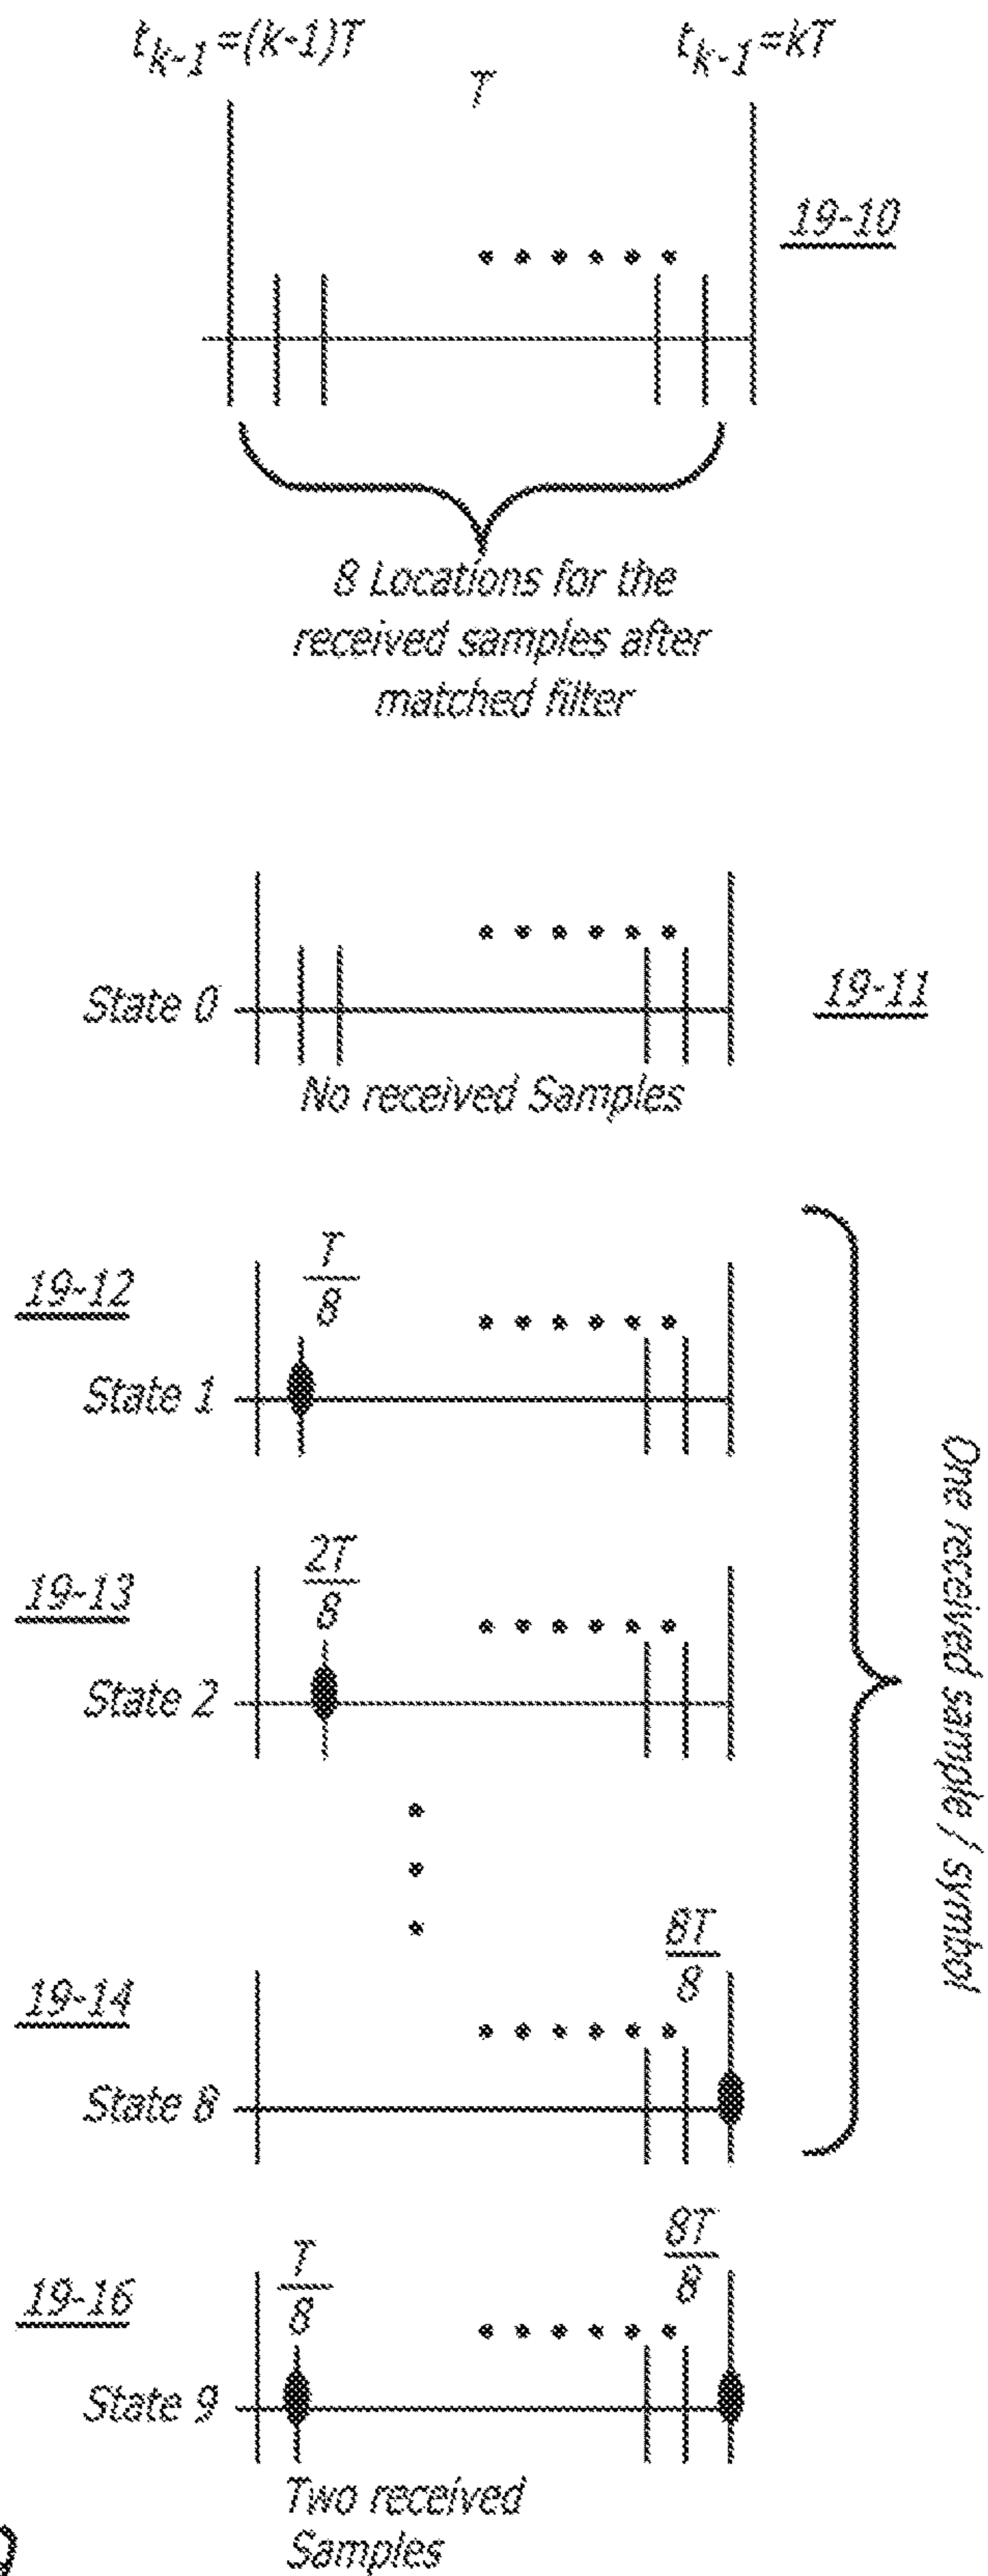 t_{k-1}=(k-1)T
t_{k-1}=kT
T
19-10
8 Locations for the
received samples after
matched filter
State 0
19-11
No received Samples
19-12
T/8
State 1
19-13
2T/8
State 2
One received sample / symbol
19-14
8T/8
State 8
19-16
T/8
8T/8
State 9
Two received
Samples